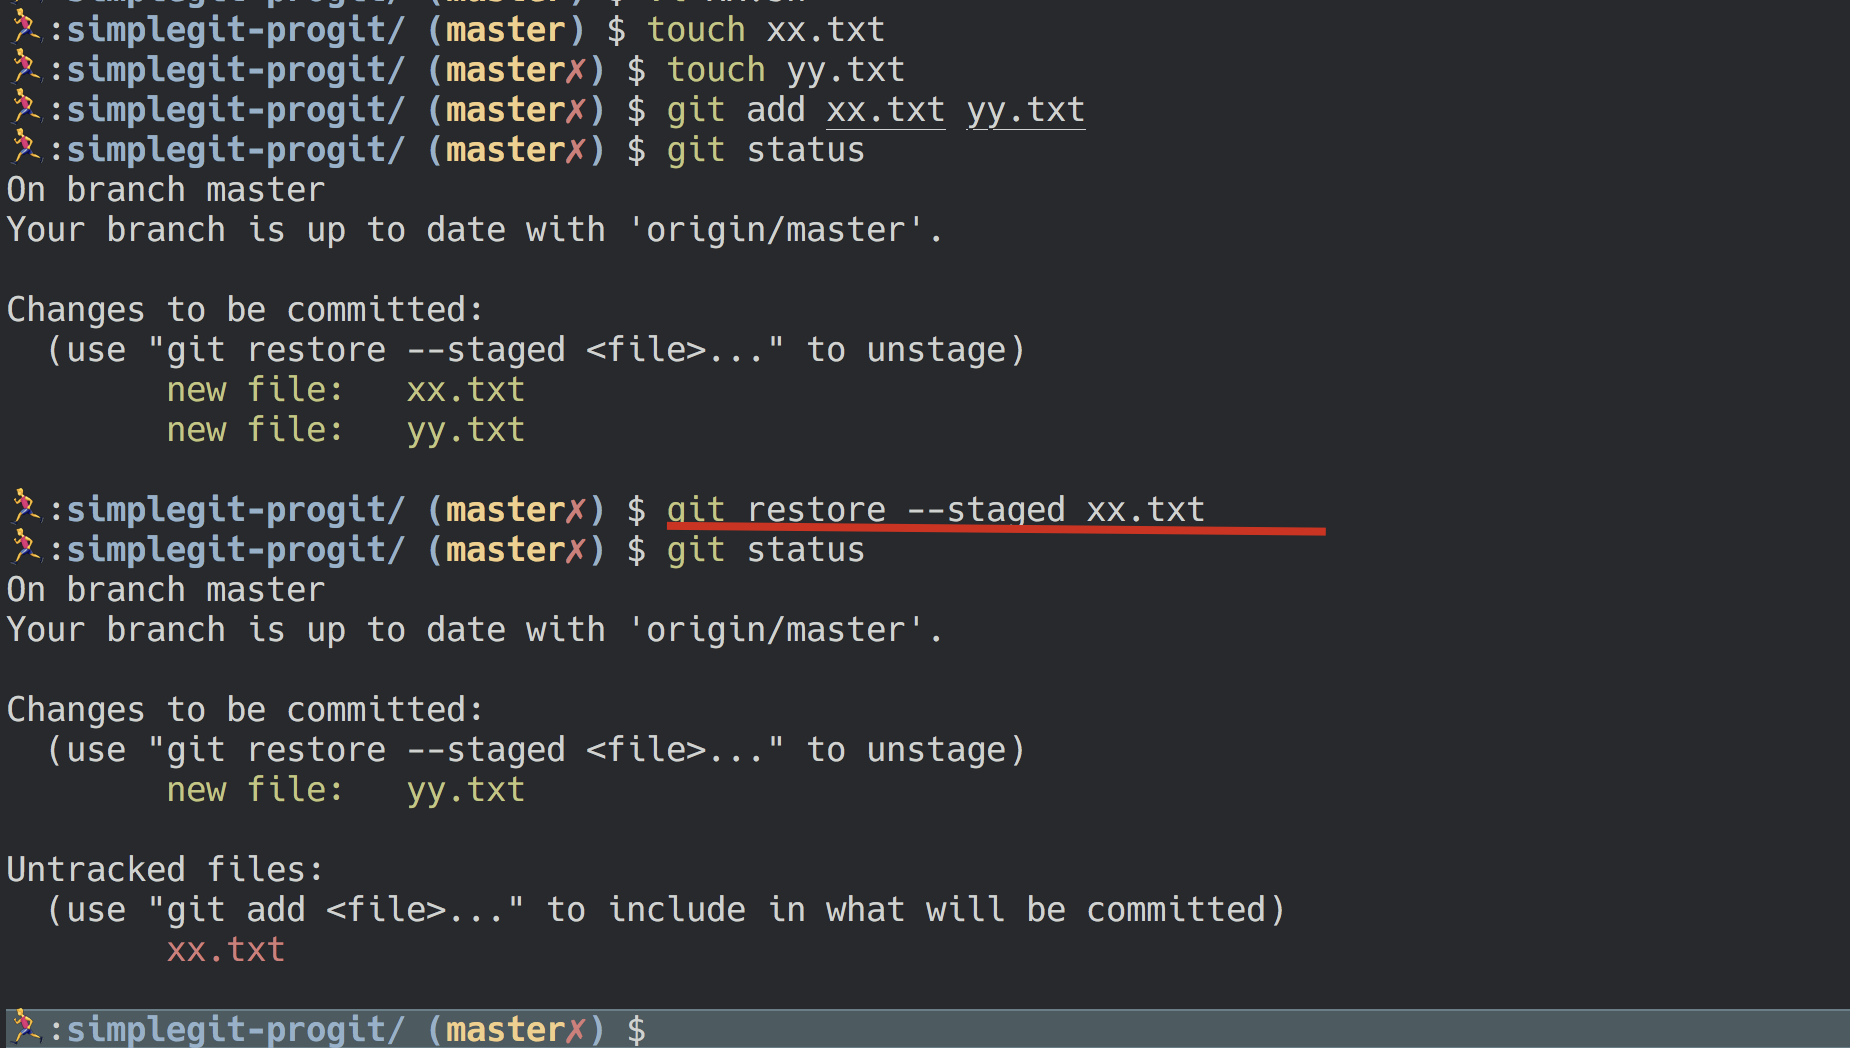 :simplegit-progit/ (master) $ touch xx.txt
:simplegit-progit/ (master✗) $ touch yy.txt
:simplegit-progit/ (master✗) $ git add xx.txt yy.txt
:simplegit-progit/ (master✗) $ git status
On branch master
Your branch is up to date with 'origin/master'.
Changes to be committed:
(use "git restore --staged <file>..." to unstage)
new file: xx.txt
new file: yy.txt
:simplegit-progit/ (master✗) $ git restore --staged xx.txt
:simplegit-progit/ (master✗) $ git status
On branch master
Your branch is up to date with 'origin/master'.
Changes to be committed:
(use "git restore --staged <file>..." to unstage)
new file: yy.txt
Untracked files:
(use "git add <file>..." to include in what will be committed)
xx.txt
:simplegit-progit/ (master✗) $